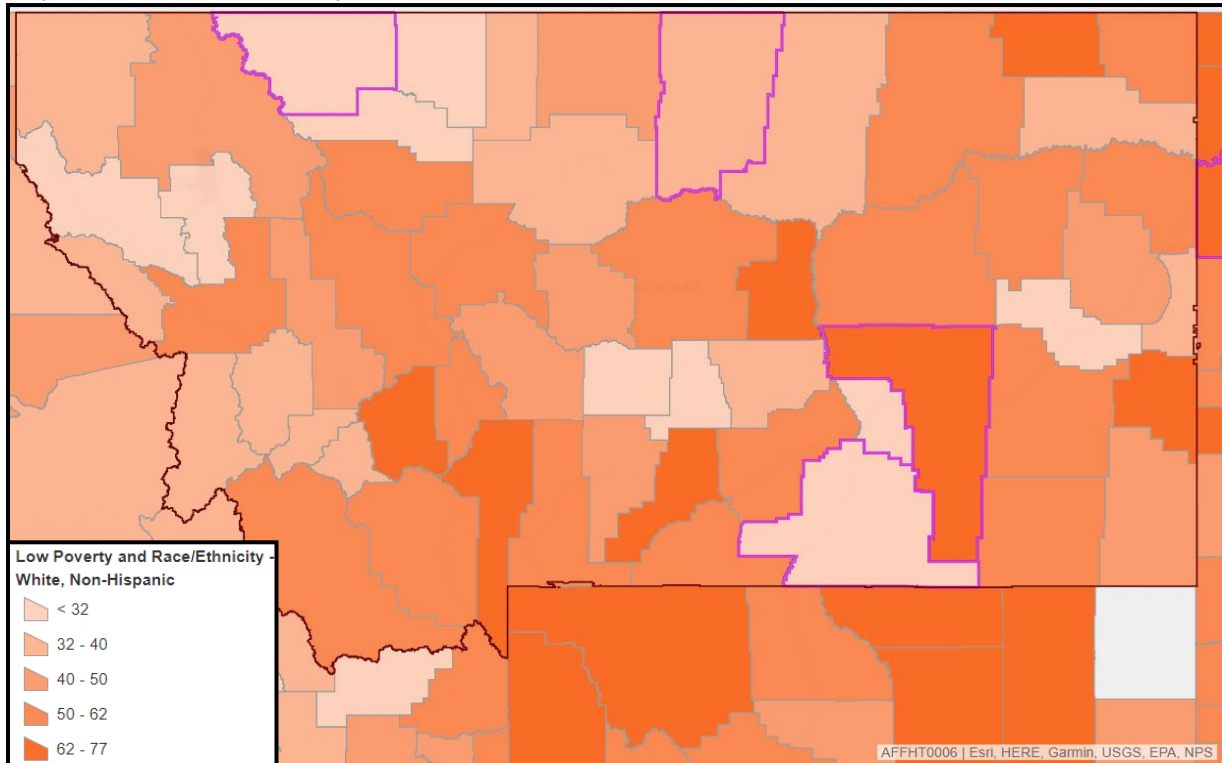 MONTANA
Low Poverty and Race/Ethnicity -
White, Non-Hispanic
< 32
32 - 40
40 - 50
50 - 62
62 - 77
AFFHT0006 | Esri, HERE, Garmin, USGS, EPA, NPS